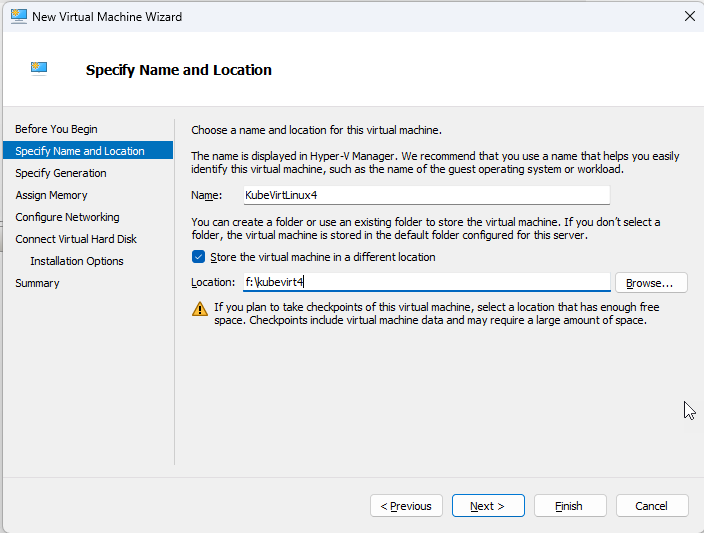 New Virtual Machine Wizard
Specify Name and Location
Before You Begin
Specify Name and Location
Specify Generation
Assign Memory
Configure Networking
Connect Virtual Hard Disk
Installation Options
Summary
Choose a name and location for this virtual machine.
The name is displayed in Hyper-V Manager. We recommend that you use a name that helps you easily
identify this virtual machine, such as the name of the guest operating system or workload.
Name: KubeVirtLinux4
You can create a folder or use an existing folder to store the virtual machine. If you don't select a
folder, the virtual machine is stored in the default folder configured for this server.
Store the virtual machine in a different location
Location: f:\kubevirt4 Browse...
If you plan to take checkpoints of this virtual machine, select a location that has enough free
space. Checkpoints include virtual machine data and may require a large amount of space.
< Previous Next > Finish Cancel